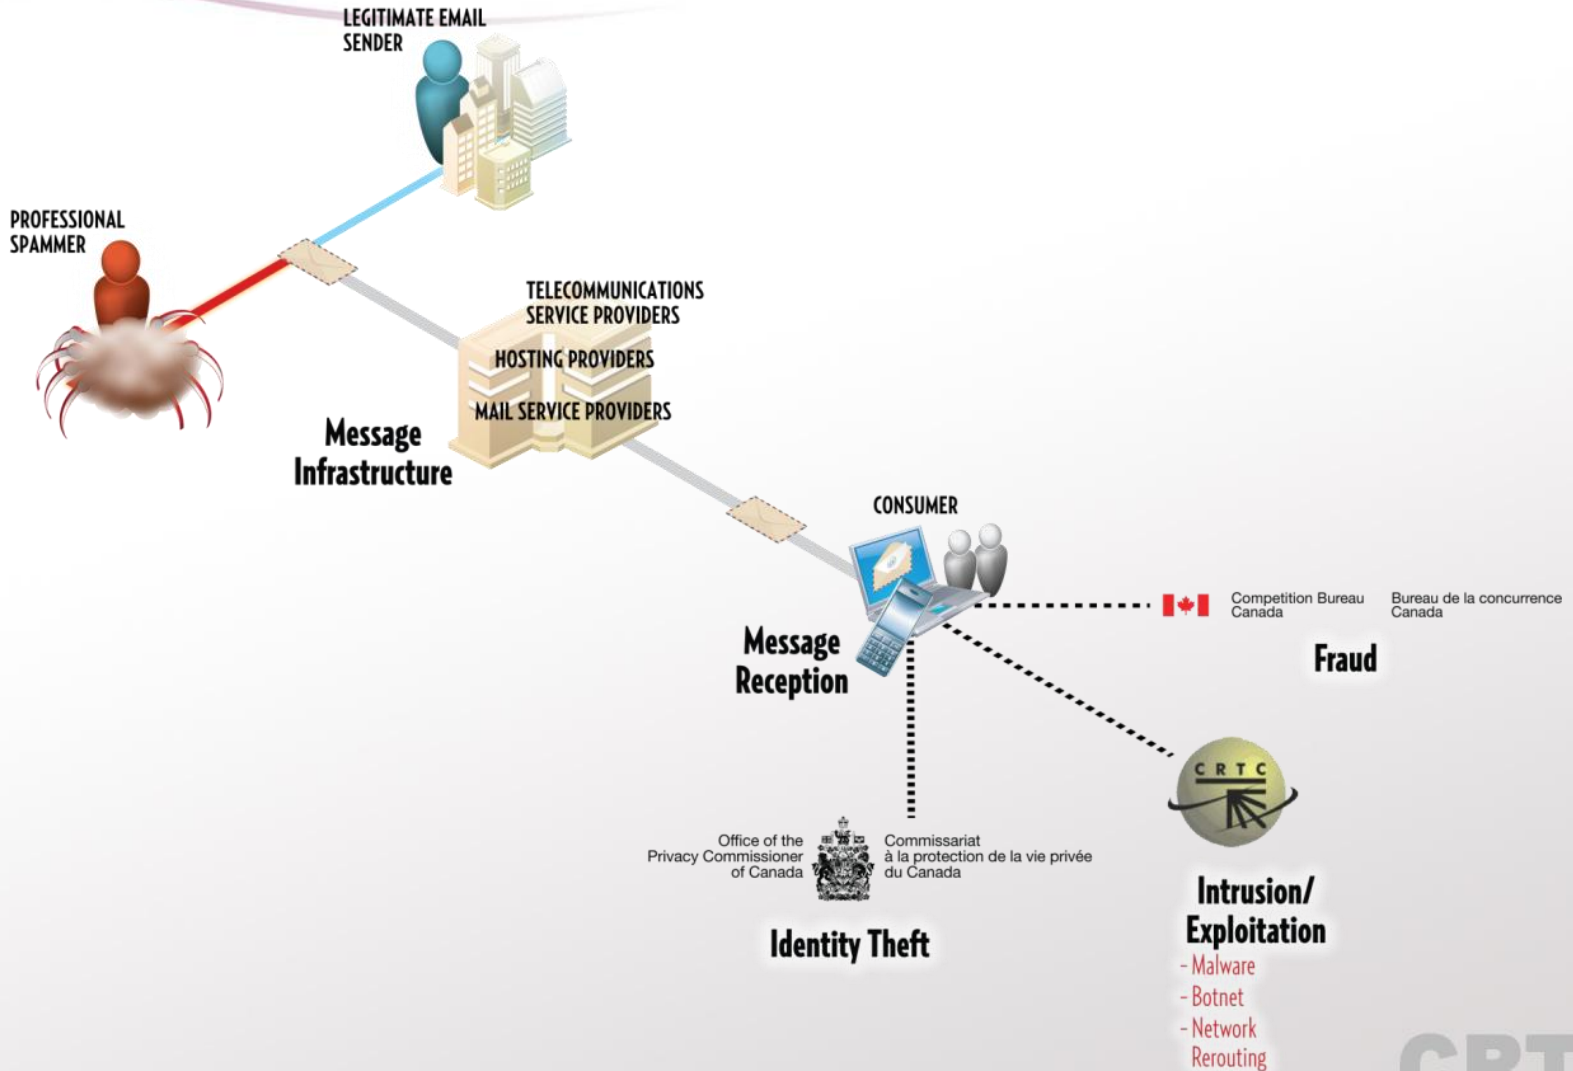 LEGITIMATE EMAIL
SENDER
PROFESSIONAL
SPAMMER
TELECOMMUNICATIONS
SERVICE PROVIDERS
HOSTING PROVIDERS
MAIL SERVICE PROVIDERS
Message
Infrastructure
CONSUMER
Message
Reception
Competition Bureau
Canada
Bureau de la concurrence
Canada
Fraud
CRTC
Office of the
Privacy Commissioner
of Canada
Commissariat
à la protection de la vie privée
du Canada
Identity Theft
Intrusion/
Exploitation
- Malware
- Botnet
- Network
Rerouting